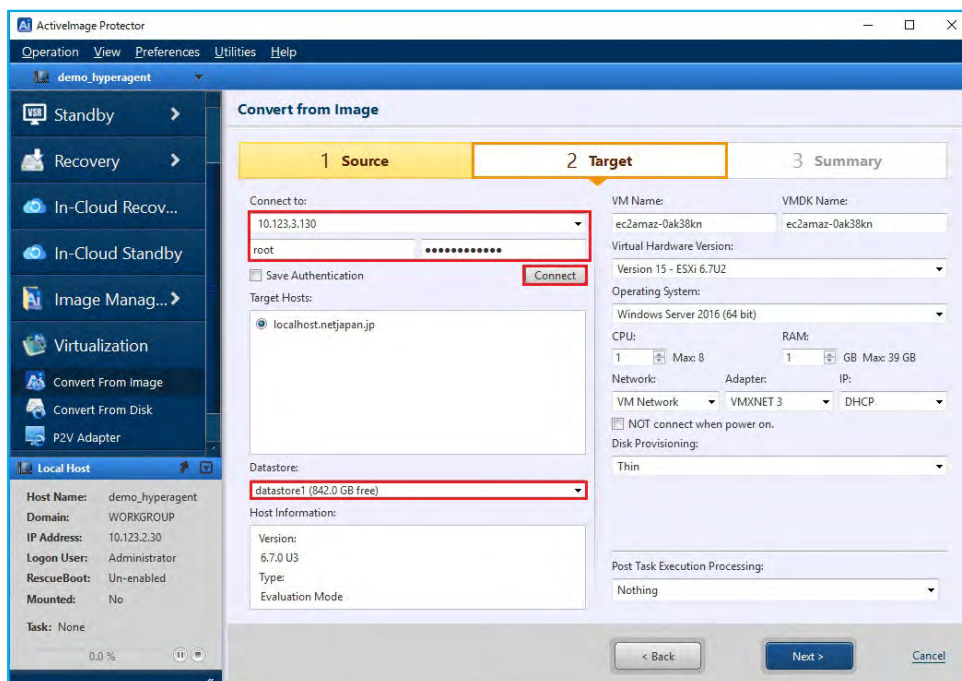 Ai ActiveImage Protector
Operation View Preferences Utilities Help
demo_hyperagent
VSR Standby
Recovery
In-Cloud Recov...
In-Cloud Standby
Image Manag...
Virtualization
Convert From Image
Convert From Disk
P2V Adapter
Local Host
Host Name: demo_hyperagent
Domain: WORKGROUP
IP Address: 10.123.2.30
Logon User: Administrator
RescueBoot: Un-enabled
Mounted: No
Task: None
0.0 %
Convert from Image
1 Source
2 Target
3 Summary
Connect to:
10.123.3.130
root ••••••••••••
Save Authentication Connect
Target Hosts:
localhost.netjapan.jp
Datastore:
datastore1 (842.0 GB free)
Host Information:
Version:
6.7.0 U3
Type:
Evaluation Mode
VM Name: VMDK Name:
ec2amaz-0ak38kn ec2amaz-0ak38kn
Virtual Hardware Version:
Version 15 - ESXi 6.7U2
Operating System:
Windows Server 2016 (64 bit)
CPU: RAM:
1 Max: 8 1 GB Max: 39 GB
Network: Adapter: IP:
VM Network VMXNET 3 DHCP
NOT connect when power on.
Disk Provisioning:
Thin
Post Task Execution Processing:
Nothing
< Back Next > Cancel